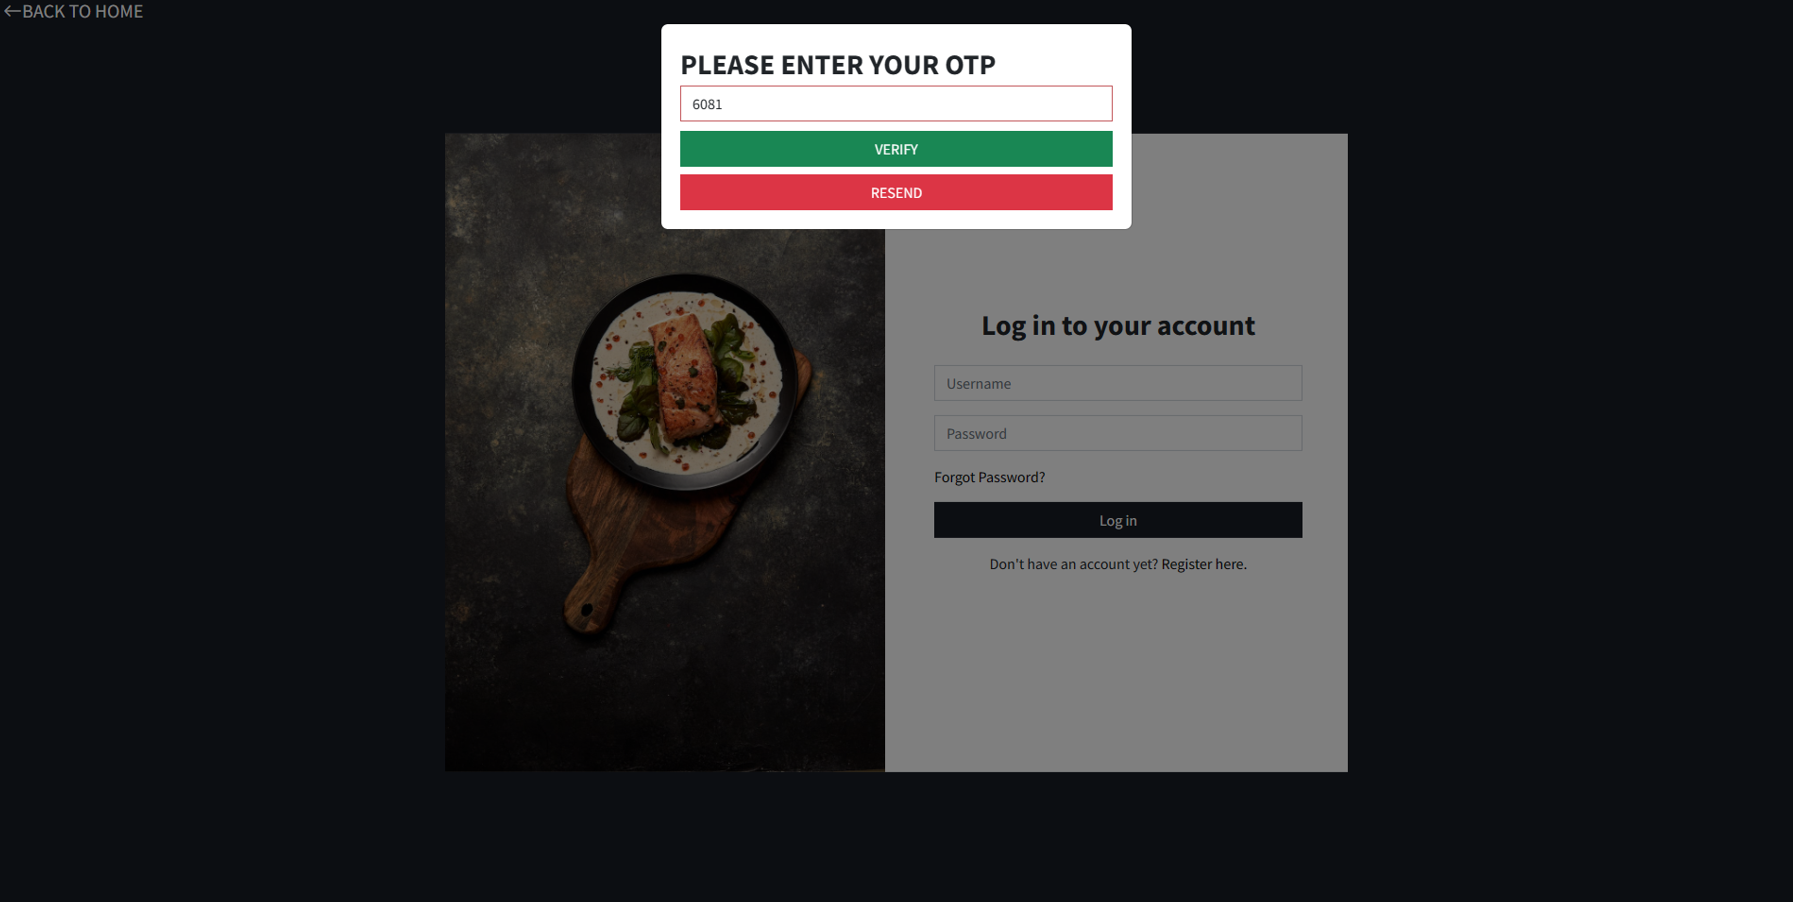 ←BACK TO HOME
PLEASE ENTER YOUR OTP
6081
VERIFY
RESEND
Log in to your account
Username
Password
Forgot Password?
Log in
Don't have an account yet? Register here.